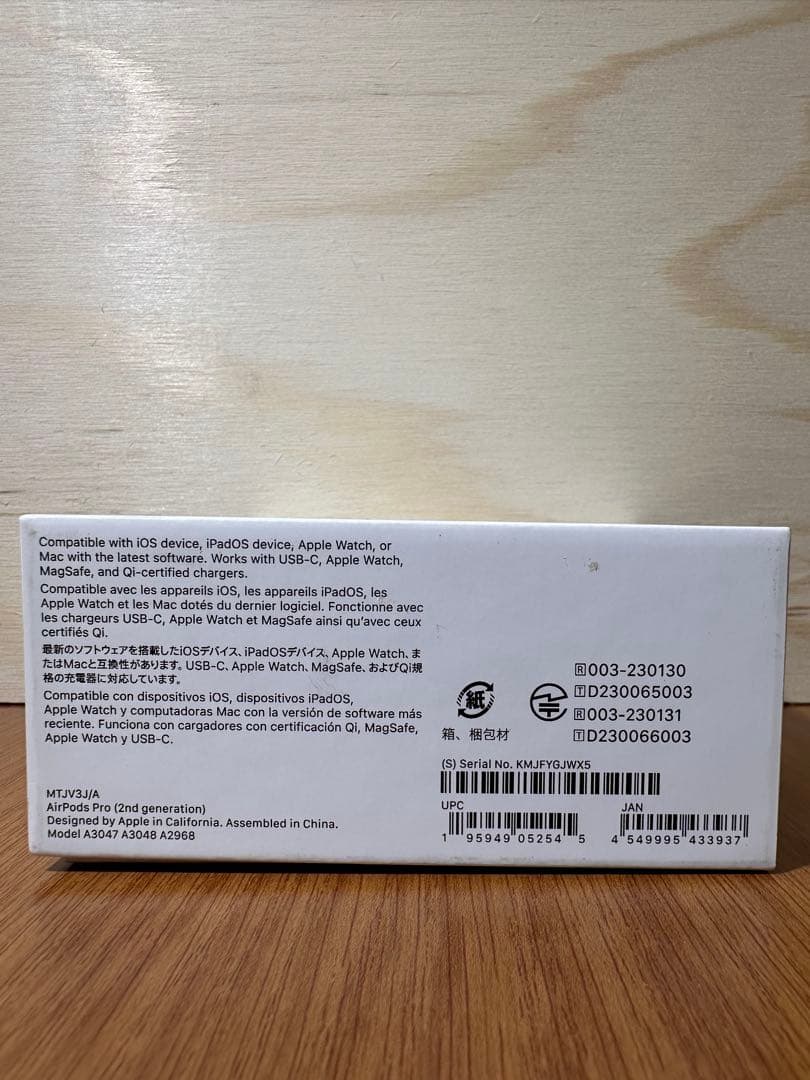 Compatible with iOS device, iPadOS device, Apple Watch, or
Mac with the latest software. Works with USB-C, Apple Watch,
MagSafe, and Qi-certified chargers.
Compatible avec les appareils iOS, les appareils iPadOS, les
Apple Watch et les Mac dotés du dernier logiciel. Fonctionne avec
les chargeurs USB-C, Apple Watch et MagSafe ainsi qu'avec ceux
certifiés Qi.
最新のソフトウェアを搭載したiOSデバイス、iPadOSデバイス、Apple Watch、ま
たはMacと互換性があります。USB-C、Apple Watch、MagSafe、およびQi規
格の充電器に対応しています。
Compatible con dispositivos iOS, dispositivos iPadOS,
Apple Watch y computadoras Mac con la versión de software más
reciente. Funciona con cargadores con certificación Qi, MagSafe,
Apple Watch y USB-C.
MTJV3J/A
AirPods Pro (2nd generation)
Designed by Apple in California. Assembled in China.
Model A3047 A3048 A2968
紙
箱、梱包材
R 003-230130
T D230065003
R 003-230131
T D230066003
(S) Serial No. KMJFYGJWX5
UPC
1 95949 05254 5
JAN
4 549995 433937